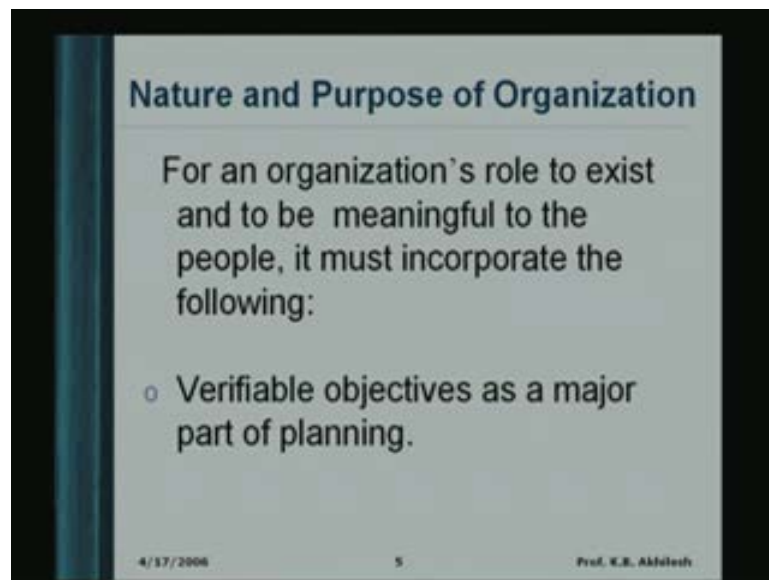 Nature and Purpose of Organization
For an organization's role to exist
and to be meaningful to the
people, it must incorporate the
following:
o Verifiable objectives as a major
part of planning.
4/17/2006 5 Prof. K.B. Akhilesh